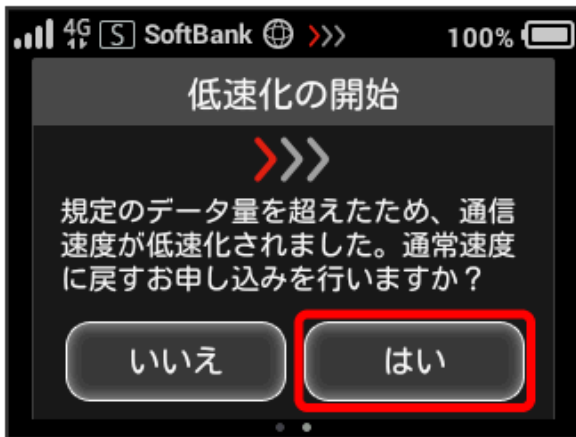 4G S SoftBank 100%
低速化の開始
規定のデータ量を超えたため、通信
速度が低速化されました。通常速度
に戻すお申し込みを行いますか？
いいえ はい